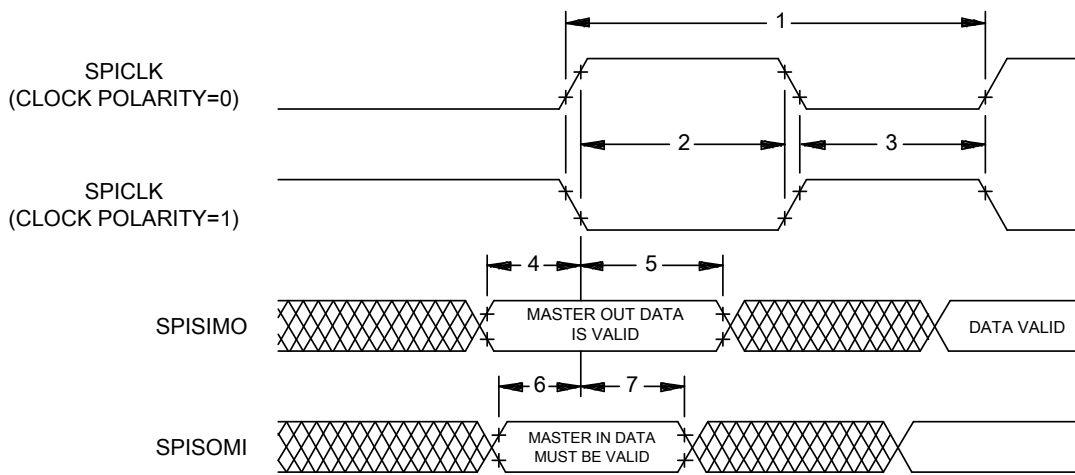 1
SPICLK
(CLOCK POLARITY=0)
2
3
SPICLK
(CLOCK POLARITY=1)
4
5
SPISIMO
MASTER OUT DATA
IS VALID
DATA VALID
6
7
SPISOMI
MASTER IN DATA
MUST BE VALID